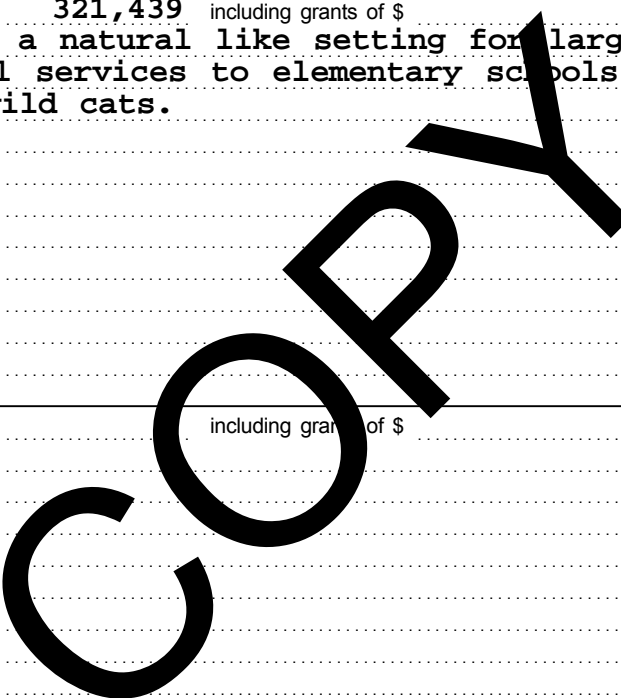 321,439 including grants of $
a natural like setting for larg
l services to elementary schools
ild cats.
including grants of $
COPY